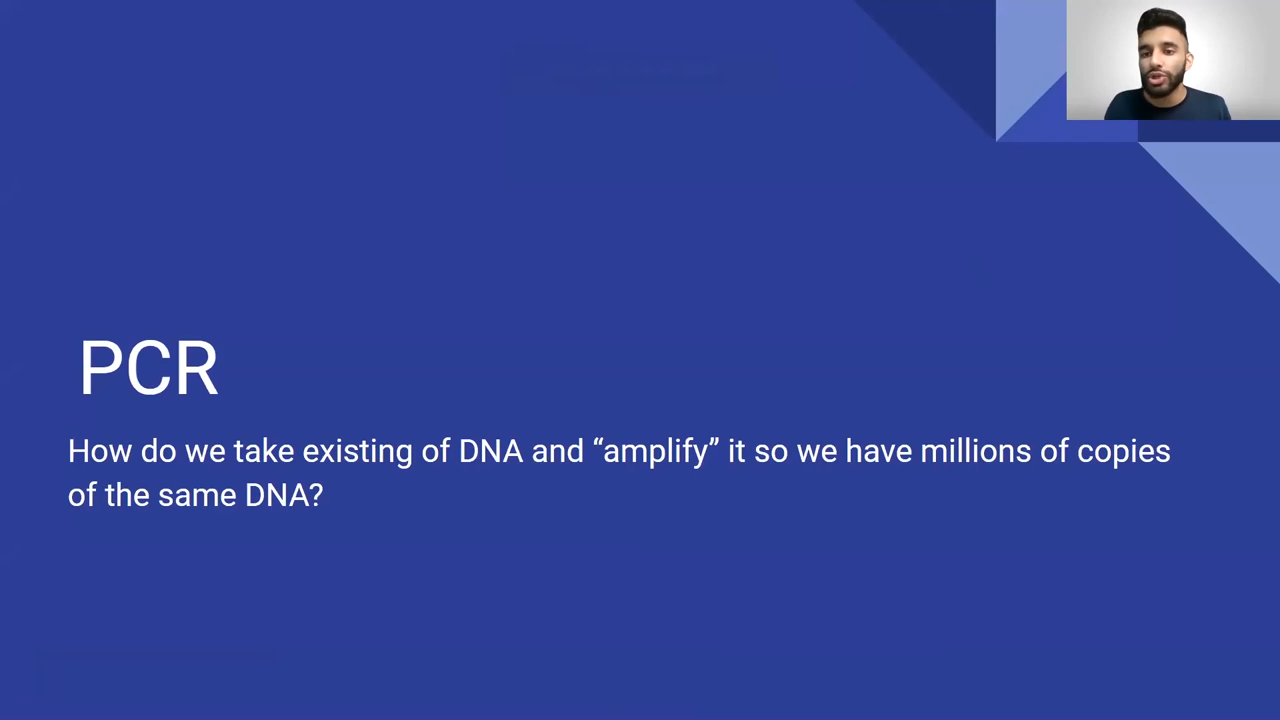 PCR
How do we take existing of DNA and “amplify” it so we have millions of copies
of the same DNA?